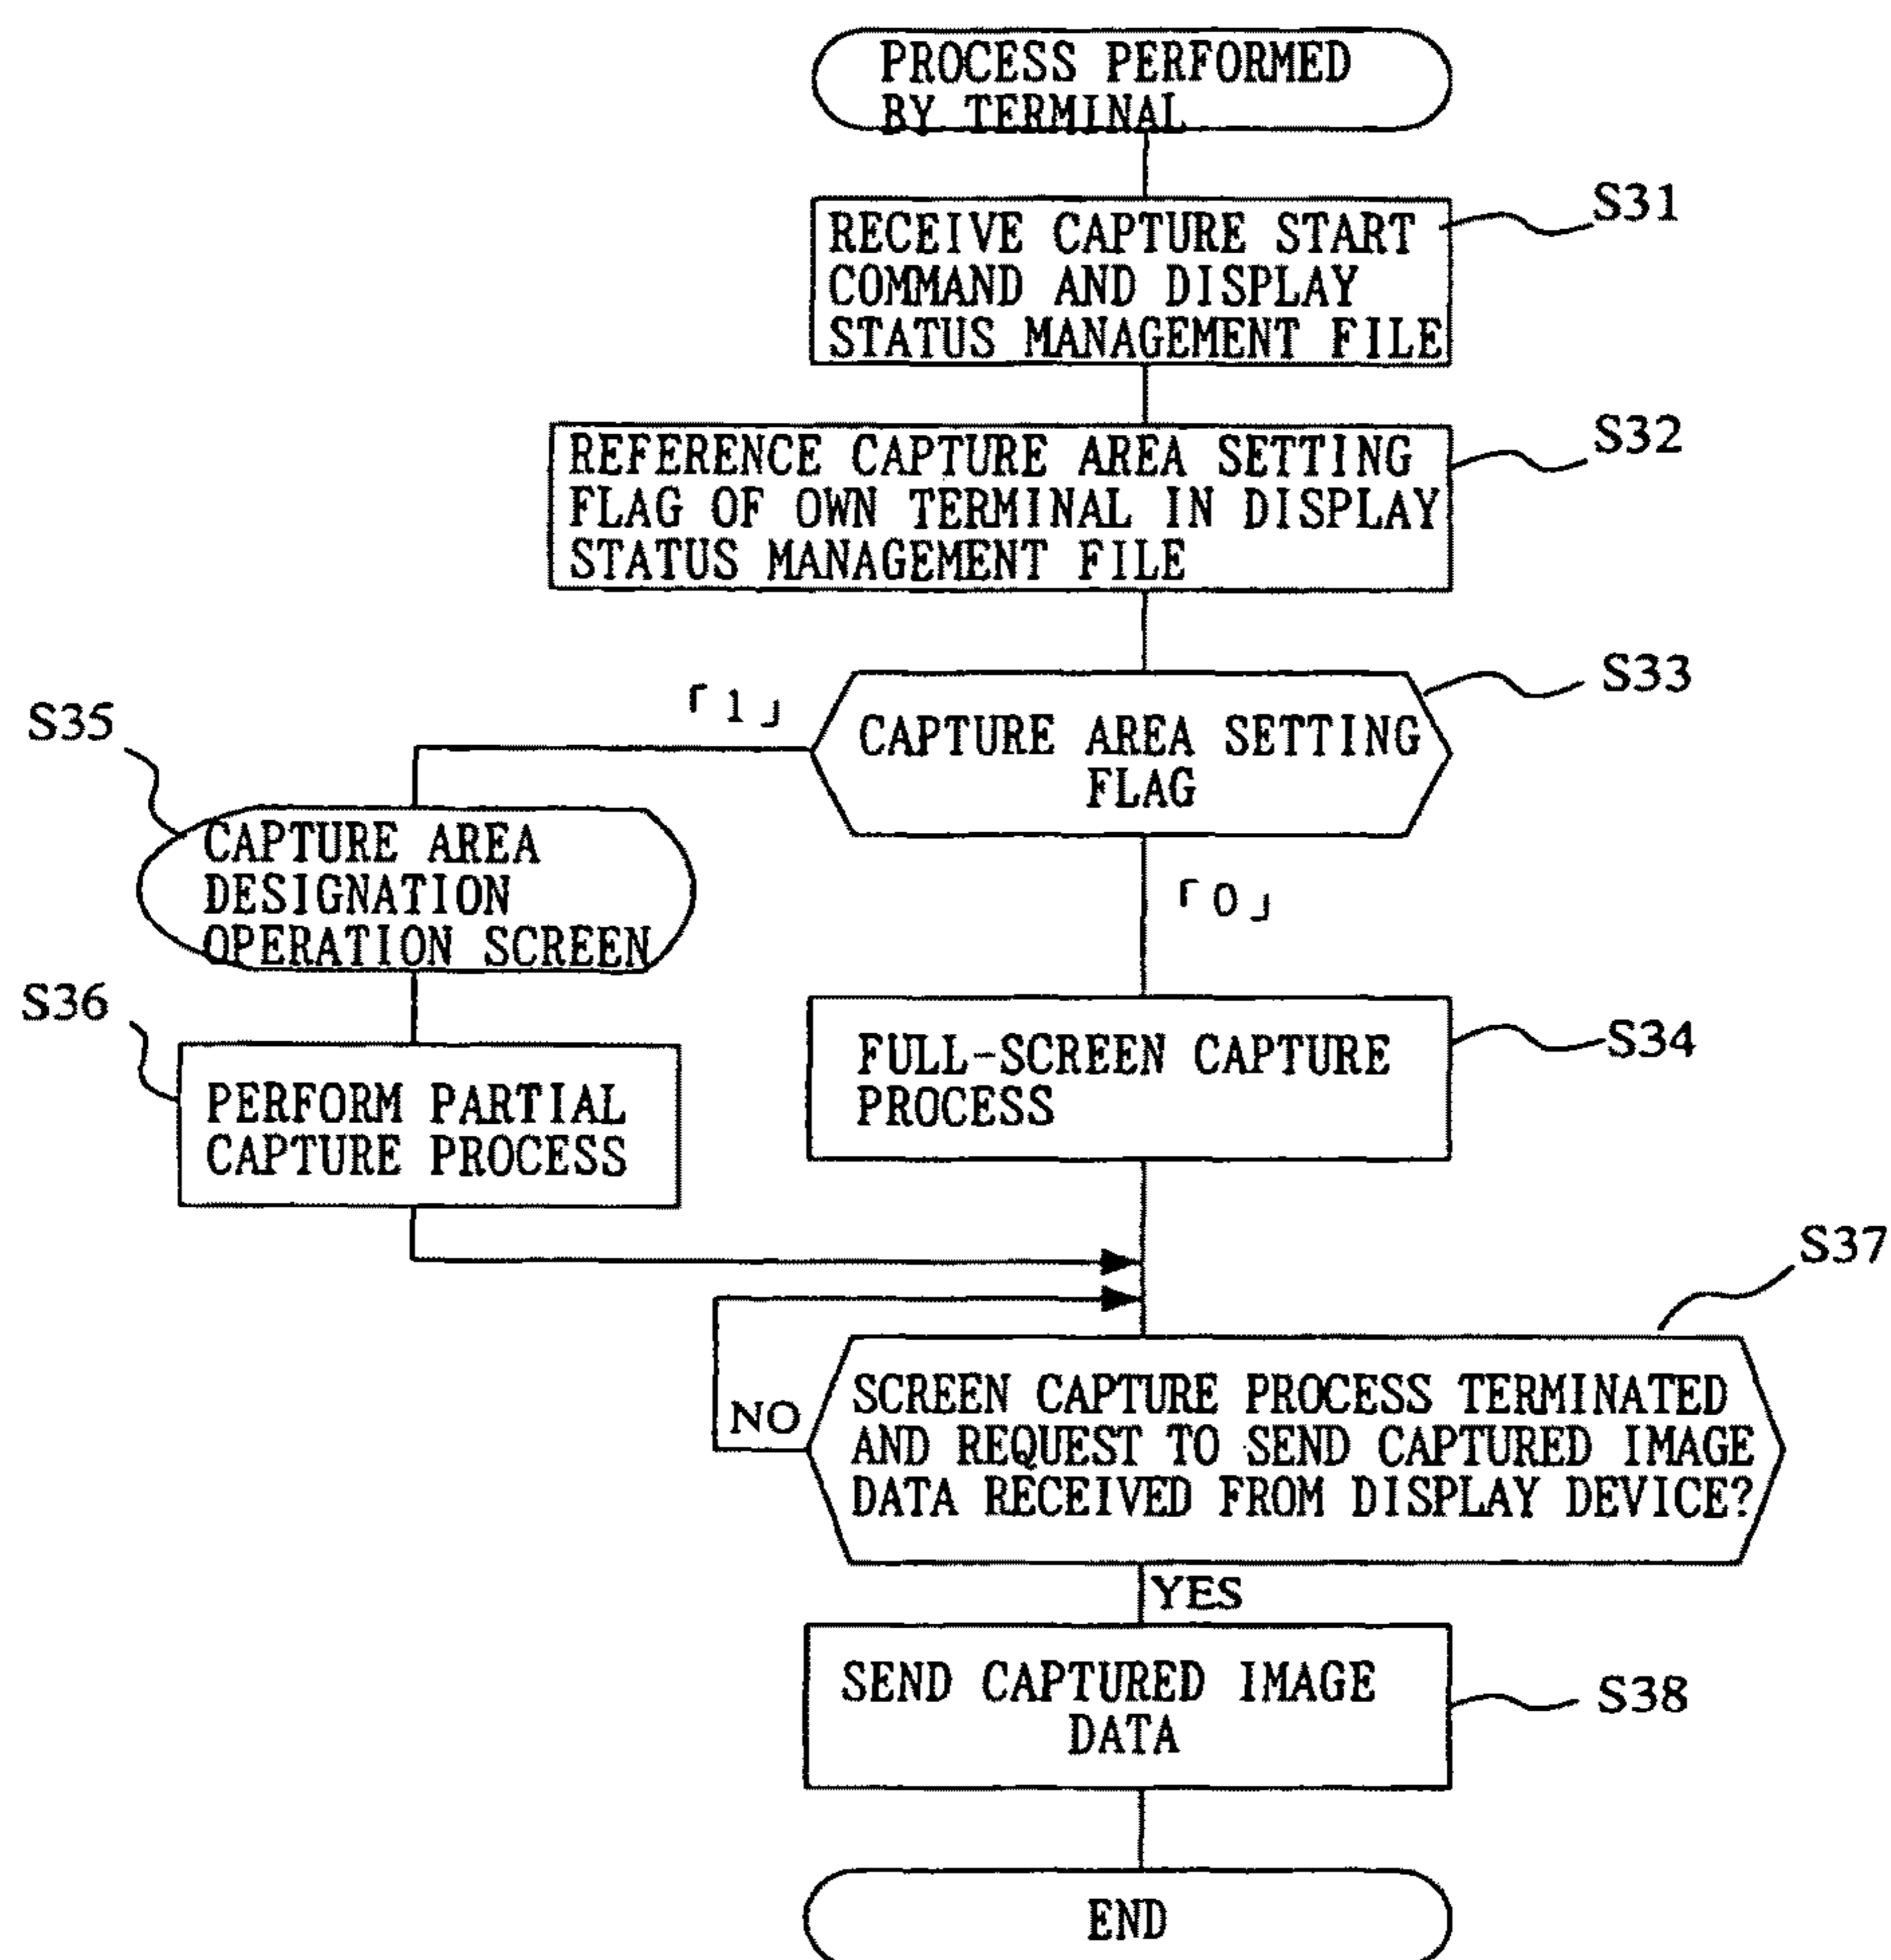 PROCESS PERFORMED
BY TERMINAL
S31
RECEIVE CAPTURE START
COMMAND AND DISPLAY
STATUS MANAGEMENT FILE
S32
REFERENCE CAPTURE AREA SETTING
FLAG OF OWN TERMINAL IN DISPLAY
STATUS MANAGEMENT FILE
S33
「1」
CAPTURE AREA SETTING
FLAG
S35
CAPTURE AREA
DESIGNATION
OPERATION SCREEN
「0」
S36
PERFORM PARTIAL
CAPTURE PROCESS
S34
FULL-SCREEN CAPTURE
PROCESS
S37
SCREEN CAPTURE PROCESS TERMINATED
AND REQUEST TO SEND CAPTURED IMAGE
DATA RECEIVED FROM DISPLAY DEVICE?
NO
YES
SEND CAPTURED IMAGE
DATA
S38
END